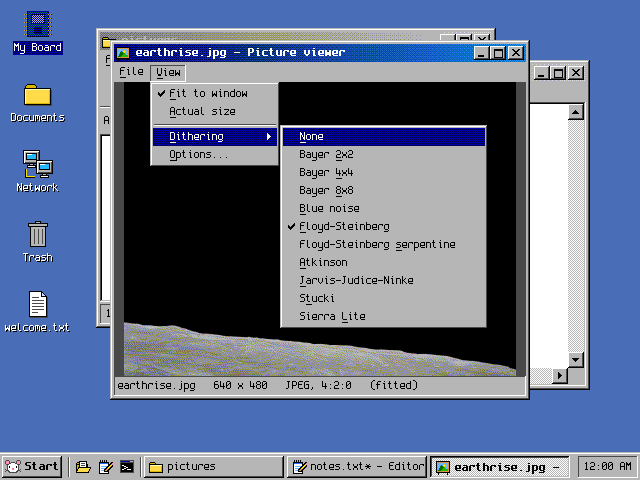 My Board
Documents
Network
Trash
welcome.txt
pictures
earthrise.jpg - Picture viewer
File View
Fit to window
Actual size
Dithering
Options...
None
Bayer 2x2
Bayer 4x4
Bayer 8x8
Blue noise
Floyd-Steinberg
Floyd-Steinberg serpentine
Atkinson
Jarvis-Judice-Ninke
Stucki
Sierra Lite
earthrise.jpg 640 x 480 JPEG, 4:2:0 (fitted)
Start
pictures
notes.txt* - Editor
earthrise.jpg -
12:00 AM